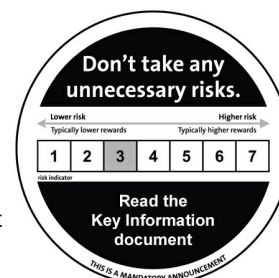 Don't take any
unnecessary risks.
Lower risk Higher risk
Typically lower rewards Typically higher rewards
1 2 3 4 5 6 7
risk indicator
Read the
Key Information
document
THIS IS A MANDATORY ANNOUNCEMENT
t